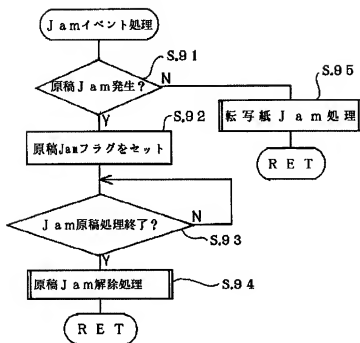 Jamイベント処理
S.91
原稿Jam発生?
N
S.95
Y
S.92
転写紙Jam処理
原稿Jamフラグをセット
RET
Jam原稿処理終了?
N
S.93
Y
原稿Jam解除処理
S.94
RET